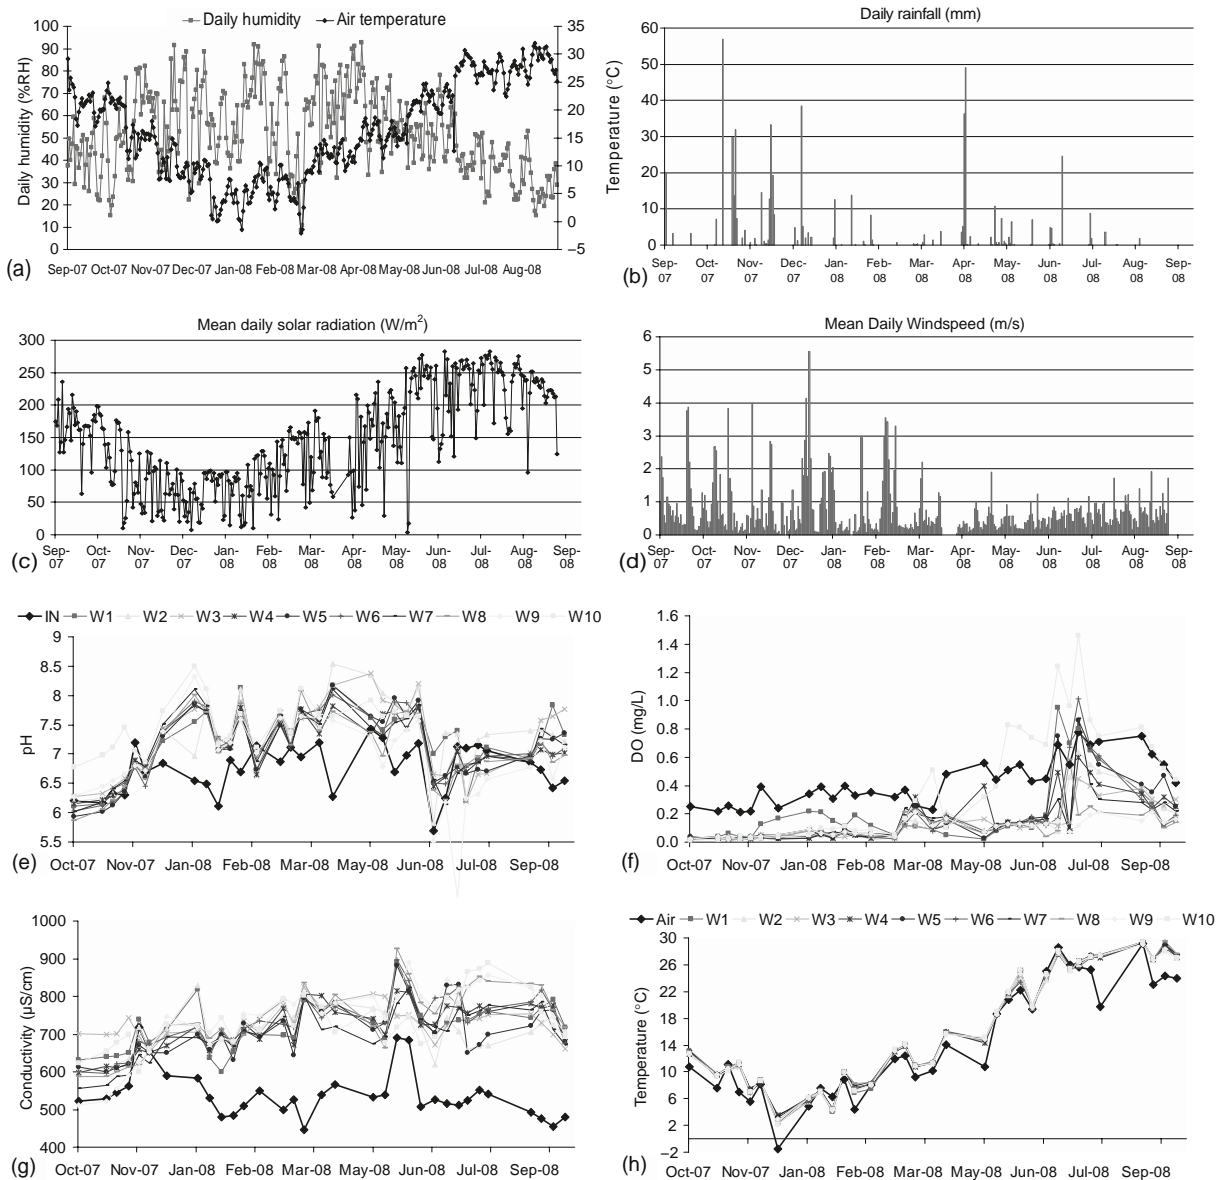 Daily humidity Air temperature
100
90
80
70
60
50
40
30
20
10
0
Daily humidity (%RH)
35
30
25
20
15
10
5
0
−5
Sep-07 Oct-07 Nov-07 Dec-07 Jan-08 Feb-08 Mar-08 Apr-08 May-08 Jun-08 Jul-08 Aug-08
(a)
Daily rainfall (mm)
60
50
40
30
20
10
0
Temperature (°C)
Sep-07 Oct-07 Nov-07 Dec-07 Jan-08 Feb-08 Mar-08 Apr-08 May-08 Jun-08 Jul-08 Aug-08 Sep-08
(b)
Mean daily solar radiation (W/m²)
300
250
200
150
100
50
0
Sep-07 Oct-07 Nov-07 Dec-07 Jan-08 Feb-08 Mar-08 Apr-08 May-08 Jun-08 Jul-08 Aug-08 Sep-08
(c)
Mean Daily Windspeed (m/s)
6
5
4
3
2
1
0
Sep-07 Oct-07 Nov-07 Dec-07 Jan-08 Feb-08 Mar-08 Apr-08 May-08 Jun-08 Jul-08 Aug-08 Sep-08
(d)
IN W1 W2 W3 W4 W5 W6 W7 W8 W9 W10
9
8.5
8
7.5
7
6.5
6
5.5
pH
Oct-07 Nov-07 Jan-08 Feb-08 Mar-08 May-08 Jun-08 Jul-08 Sep-08
(e)
1.6
1.4
1.2
1.0
0.8
0.6
0.4
0.2
0.0
DO (mg/L)
Oct-07 Nov-07 Jan-08 Feb-08 Mar-08 May-08 Jun-08 Jul-08 Sep-08
(f)
1000
900
800
700
600
500
400
Conductivity (µS/cm)
Oct-07 Nov-07 Jan-08 Feb-08 Mar-08 May-08 Jun-08 Jul-08 Sep-08
(g)
Air W1 W2 W3 W4 W5 W6 W7 W8 W9 W10
30
26
22
18
14
10
6
2
−2
Temperature (°C)
Oct-07 Nov-07 Jan-08 Feb-08 Mar-08 May-08 Jun-08 Jul-08 Sep-08
(h)